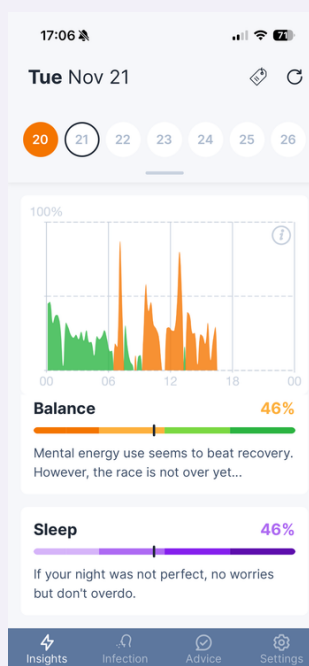 17:06
71
Tue Nov 21
20 21 22 23 24 25 26
100%
i
00 06 12 18 00
Balance 46%
Mental energy use seems to beat recovery.
However, the race is not over yet...
Sleep 46%
If your night was not perfect, no worries
but don't overdo.
Insights Infection Advice Settings